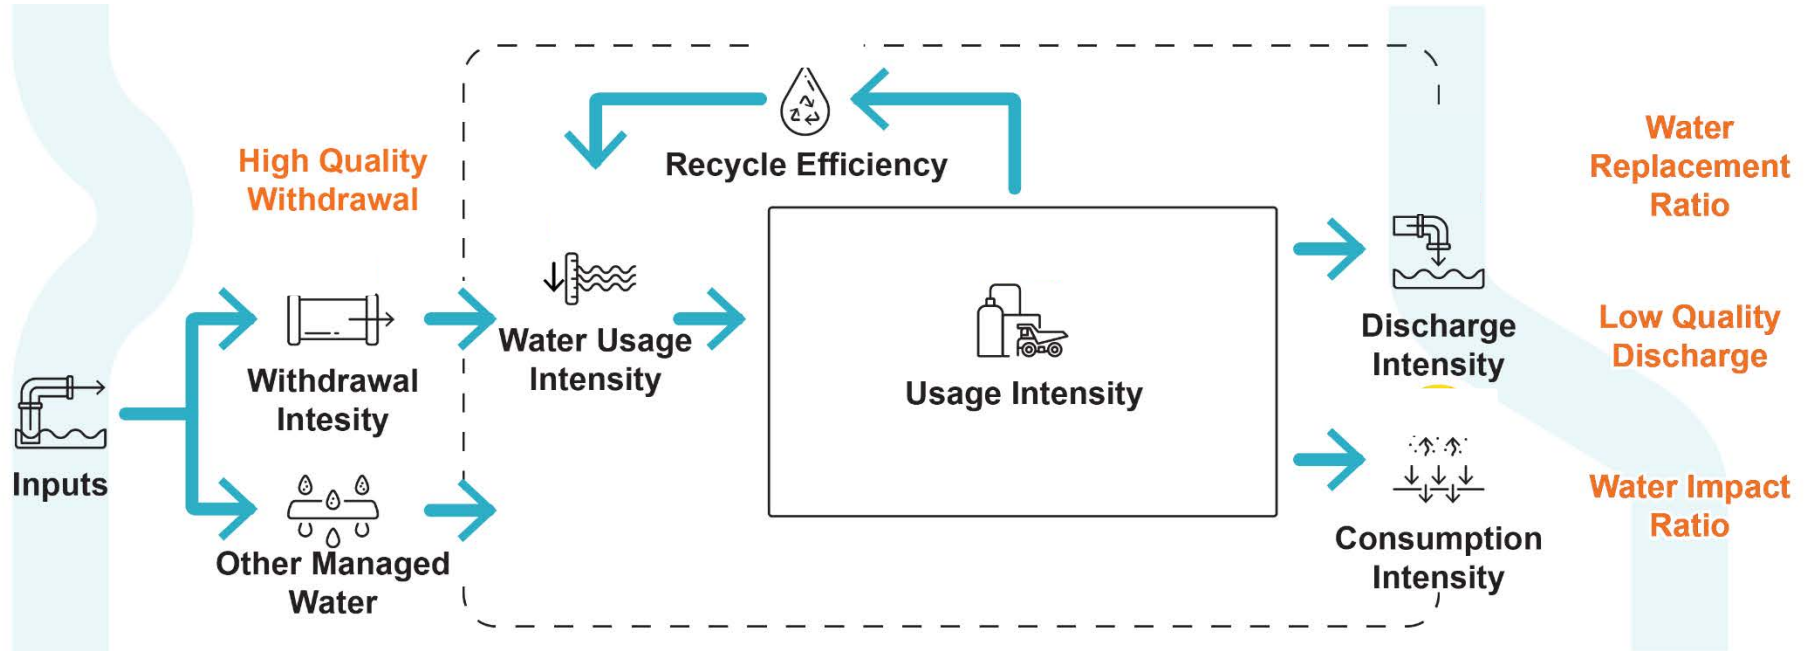 Inputs
High Quality
Withdrawal
Withdrawal
Intesity
Other Managed
Water
Recycle Efficiency
Water Usage
Intensity
Usage Intensity
Discharge
Intensity
Consumption
Intensity
Water
Replacement
Ratio
Low Quality
Discharge
Water Impact
Ratio